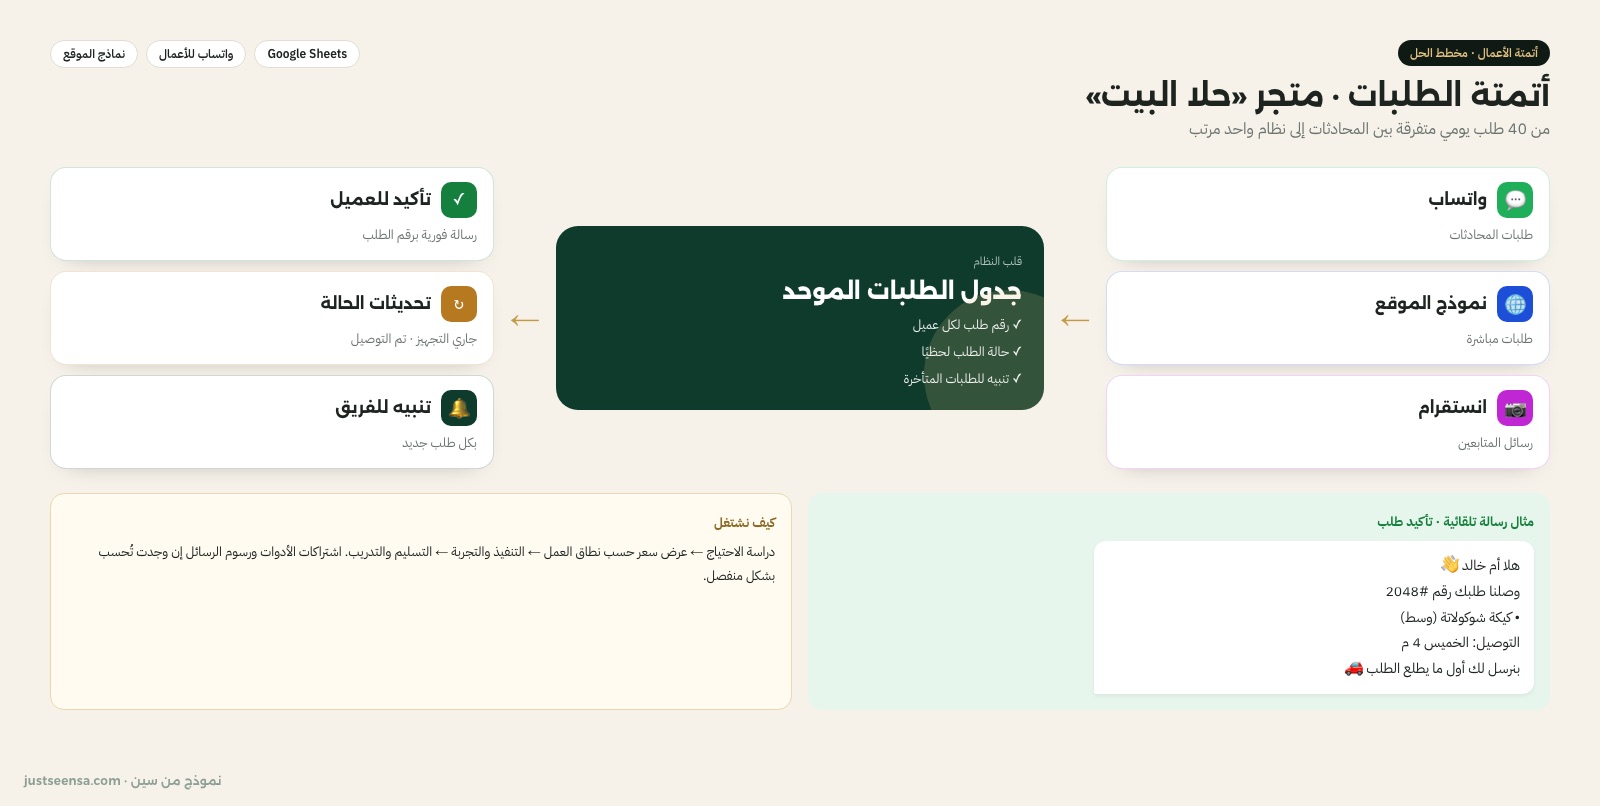 أتمتة الأعمال · مخطط الحل
أتمتة الطلبات · متجر «حلا البيت»
من 40 طلب يومي متفرقة بين المحادثات إلى نظام واحد مرتب
Google Sheets
واتساب للأعمال
نماذج الموقع
واتساب
طلبات المحادثات
نموذج الموقع
طلبات مباشرة
انستقرام
رسائل المتابعين
←
قلب النظام
جدول الطلبات الموحد
✓ رقم طلب لكل عميل
✓ حالة الطلب لحظيًا
✓ تنبيه للطلبات المتأخرة
←
✓ تأكيد للعميل
رسالة فورية برقم الطلب
↻ تحديثات الحالة
جاري التجهيز · تم التوصيل
تنبيه للفريق
بكل طلب جديد
مثال رسالة تلقائية · تأكيد طلب
هلا أم خالد 👋
وصلنا طلبك رقم #2048
• كيكة شوكولاتة (وسط)
التوصيل: الخميس 4 م
بنرسل لك أول ما يطلع الطلب 🚗
كيف نشتغل
دراسة الاحتياج ← عرض سعر حسب نطاق العمل ← التنفيذ والتجربة ← التسليم والتدريب. اشتراكات الأدوات ورسوم الرسائل إن وجدت تُحسب
بشكل منفصل.
نموذج من سين · justseensa.com